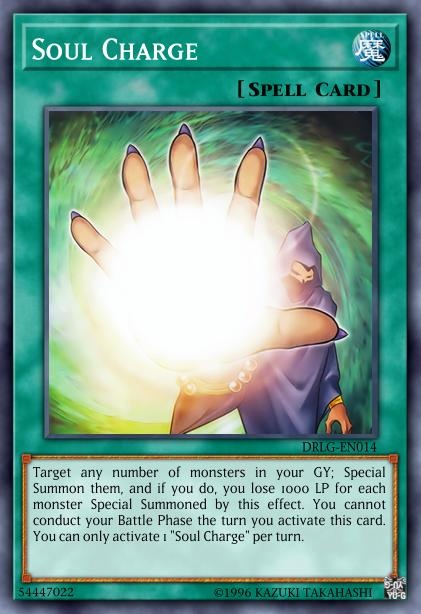 Soul Charge
SPELL
魔
[Spell Card]
DRLG-EN014
Target any number of monsters in your GY; Special
Summon them, and if you do, you lose 1000 LP for each
monster Special Summoned by this effect. You cannot
conduct your Battle Phase the turn you activate this card.
You can only activate 1 "Soul Charge" per turn.
54447022
©1996 KAZUKI TAKAHASHI